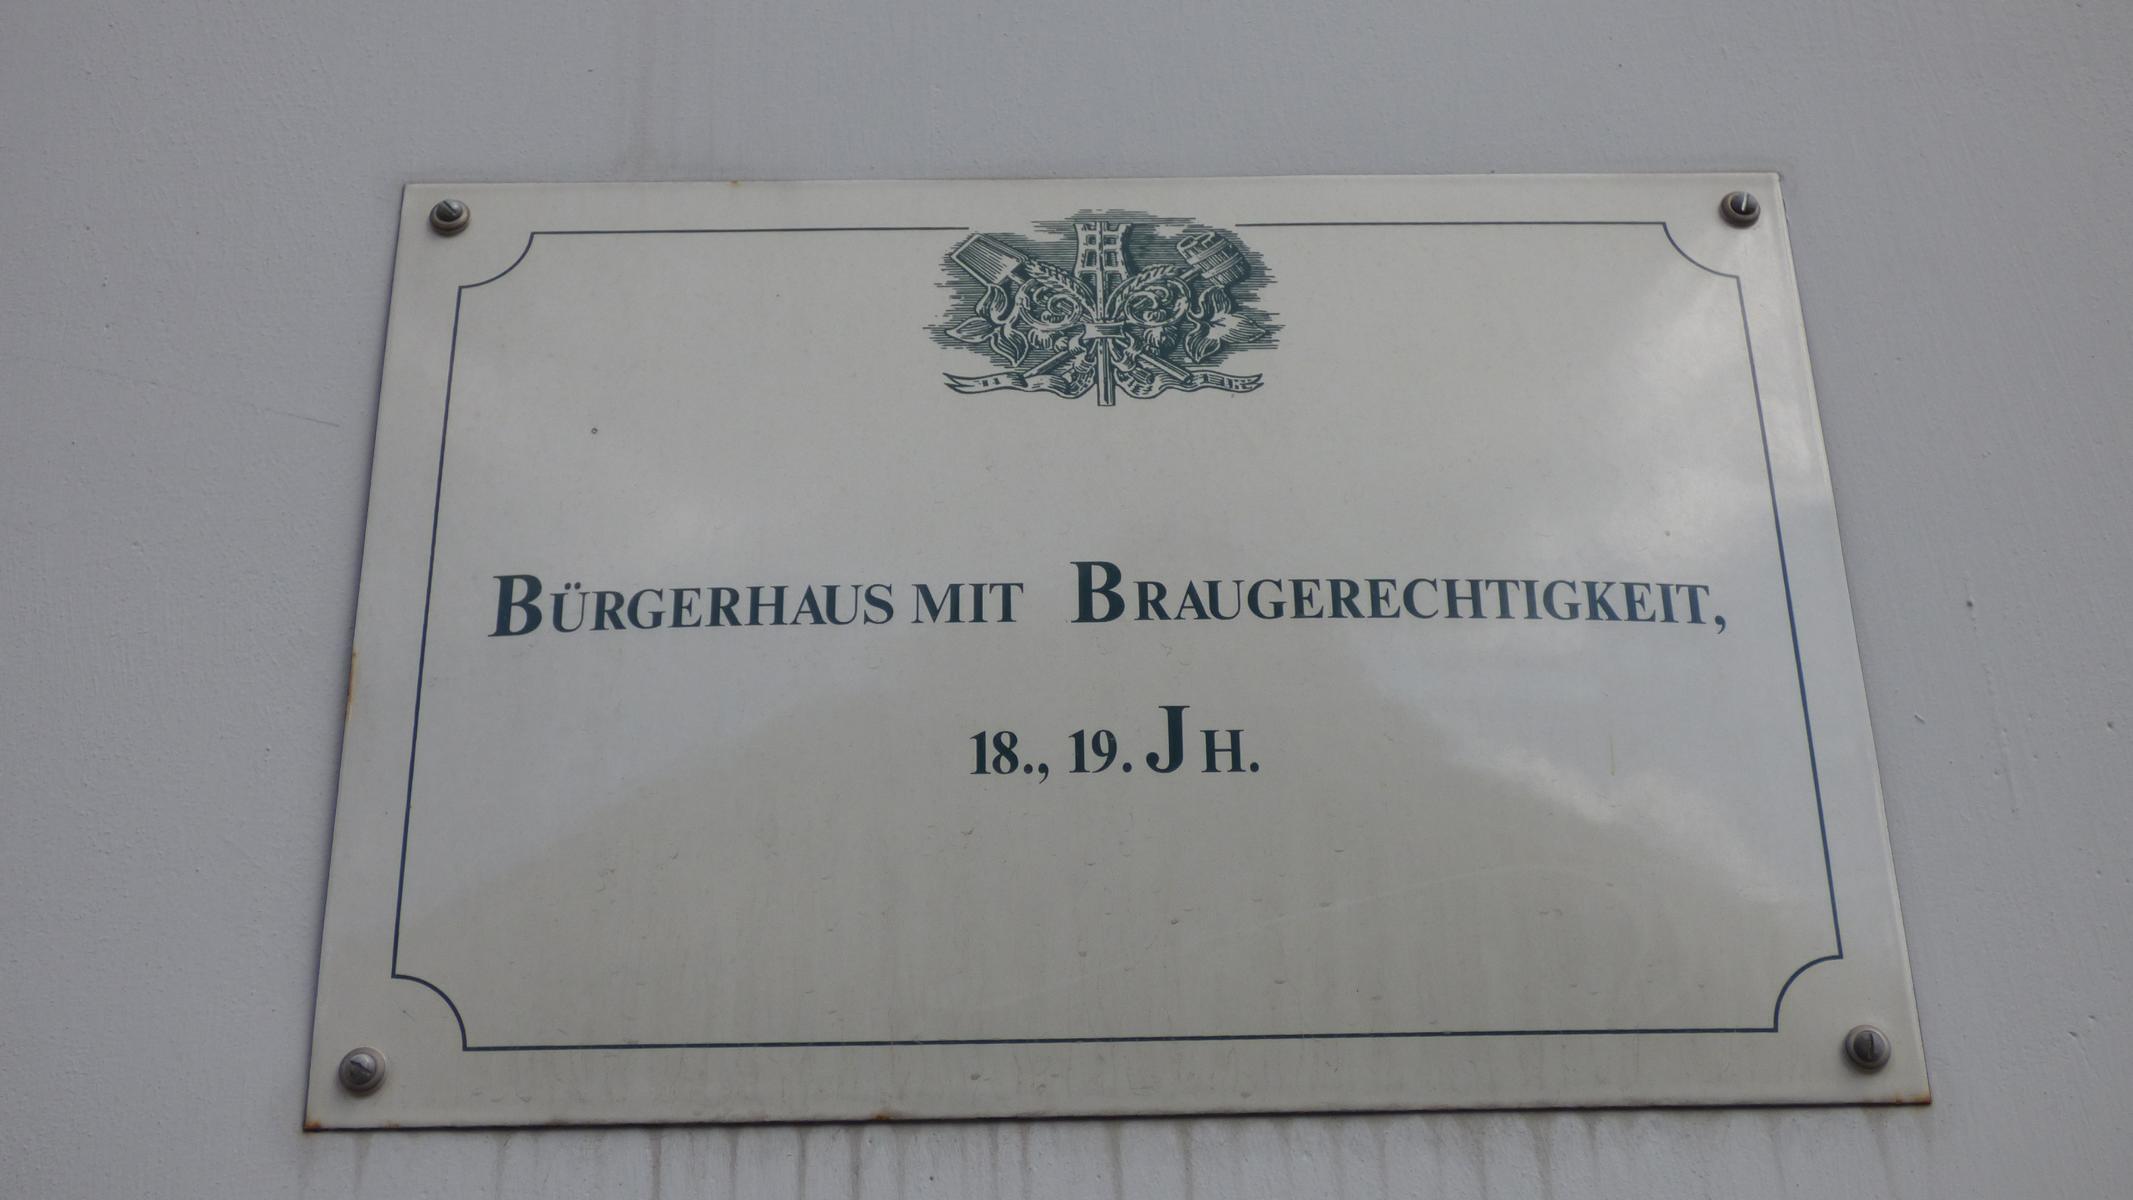 BÜRGERHAUS MIT BRAUGERECHTIGKEIT,
18., 19. JH.